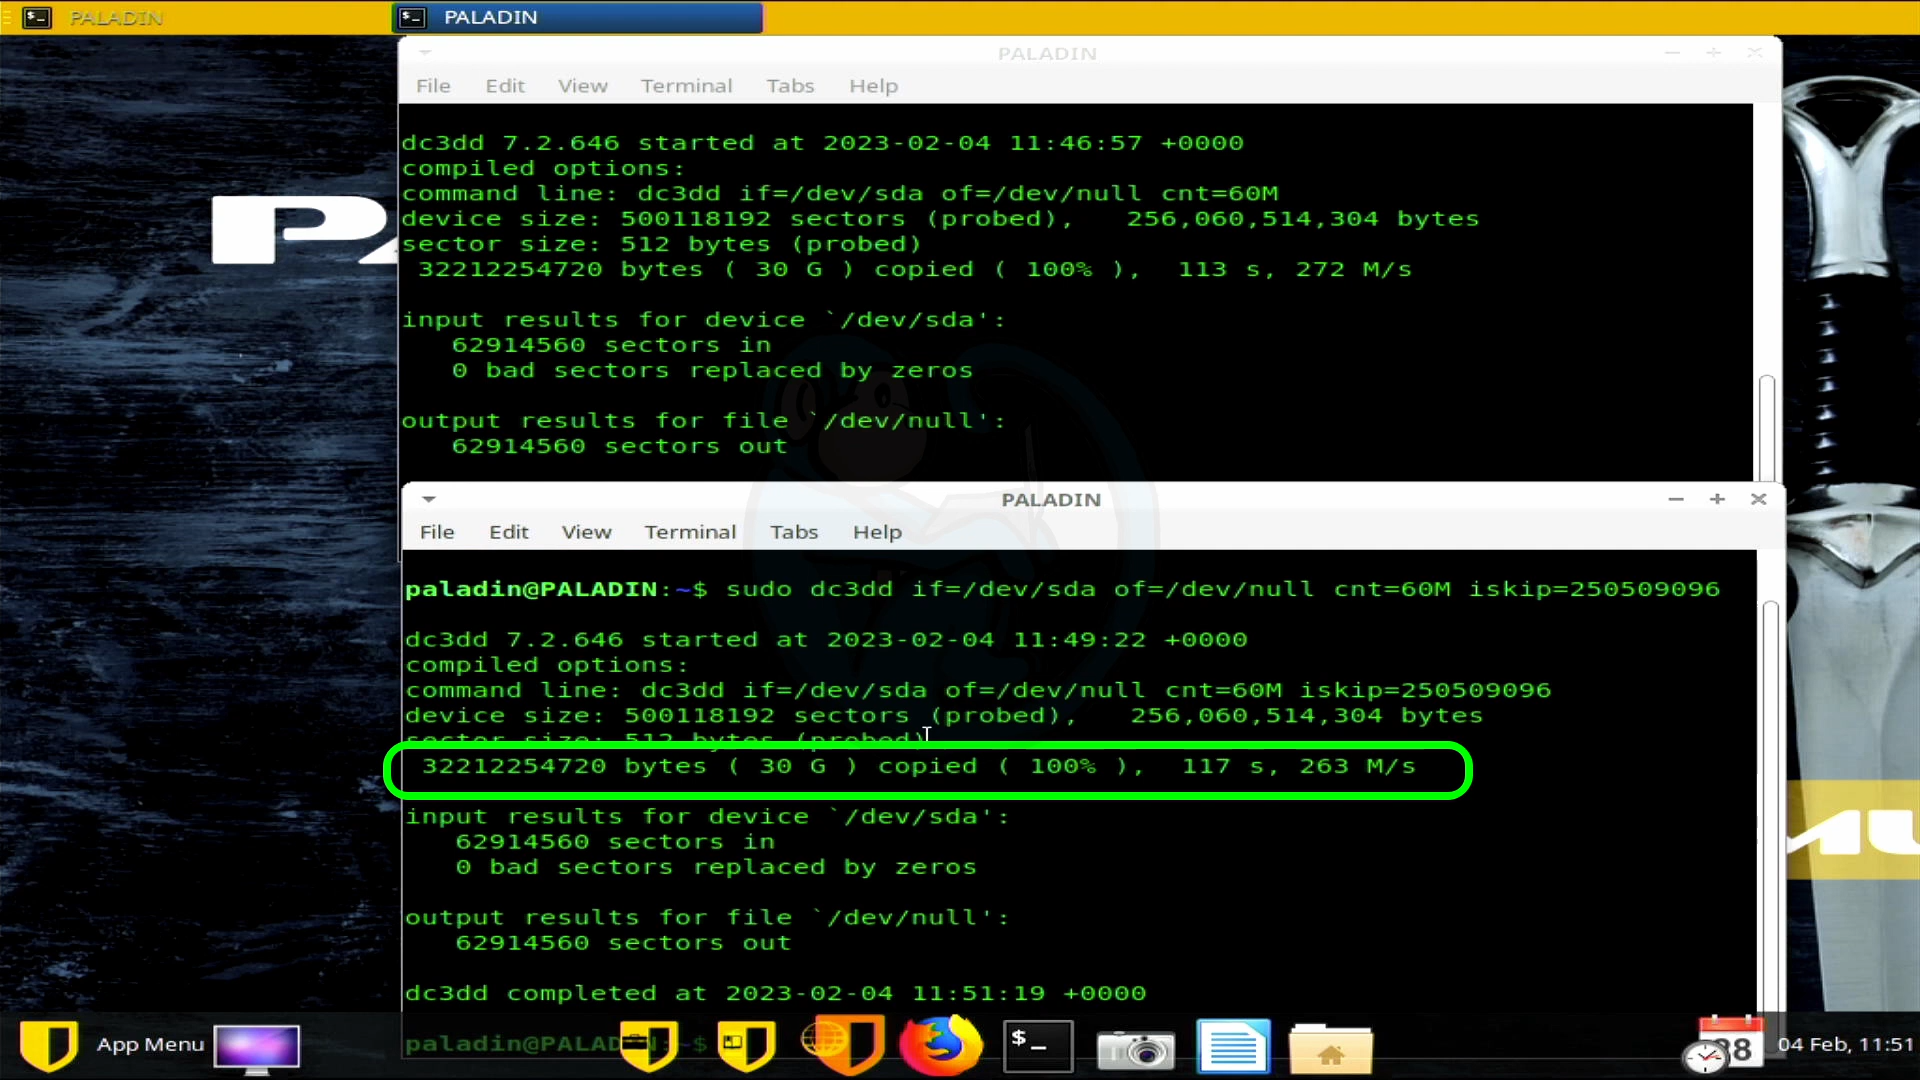 PALADIN
PALADIN
PALADIN
File Edit View Terminal Tabs Help
dc3dd 7.2.646 started at 2023-02-04 11:46:57 +0000
compiled options:
command line: dc3dd if=/dev/sda of=/dev/null cnt=60M
device size: 500118192 sectors (probed),   256,060,514,304 bytes
sector size: 512 bytes (probed)
32212254720 bytes ( 30 G ) copied ( 100% ),  113 s, 272 M/s
input results for device `/dev/sda':
62914560 sectors in
0 bad sectors replaced by zeros
output results for file `/dev/null':
62914560 sectors out
PALADIN
File Edit View Terminal Tabs Help
paladin@PALADIN:~$ sudo dc3dd if=/dev/sda of=/dev/null cnt=60M iskip=250509096
dc3dd 7.2.646 started at 2023-02-04 11:49:22 +0000
compiled options:
command line: dc3dd if=/dev/sda of=/dev/null cnt=60M iskip=250509096
device size: 500118192 sectors (probed),   256,060,514,304 bytes
sector size: 512 bytes (probed)
32212254720 bytes ( 30 G ) copied ( 100% ),  117 s, 263 M/s
input results for device `/dev/sda':
62914560 sectors in
0 bad sectors replaced by zeros
output results for file `/dev/null':
62914560 sectors out
dc3dd completed at 2023-02-04 11:51:19 +0000
paladin@PALADIN:~$
App Menu
04 Feb, 11:51